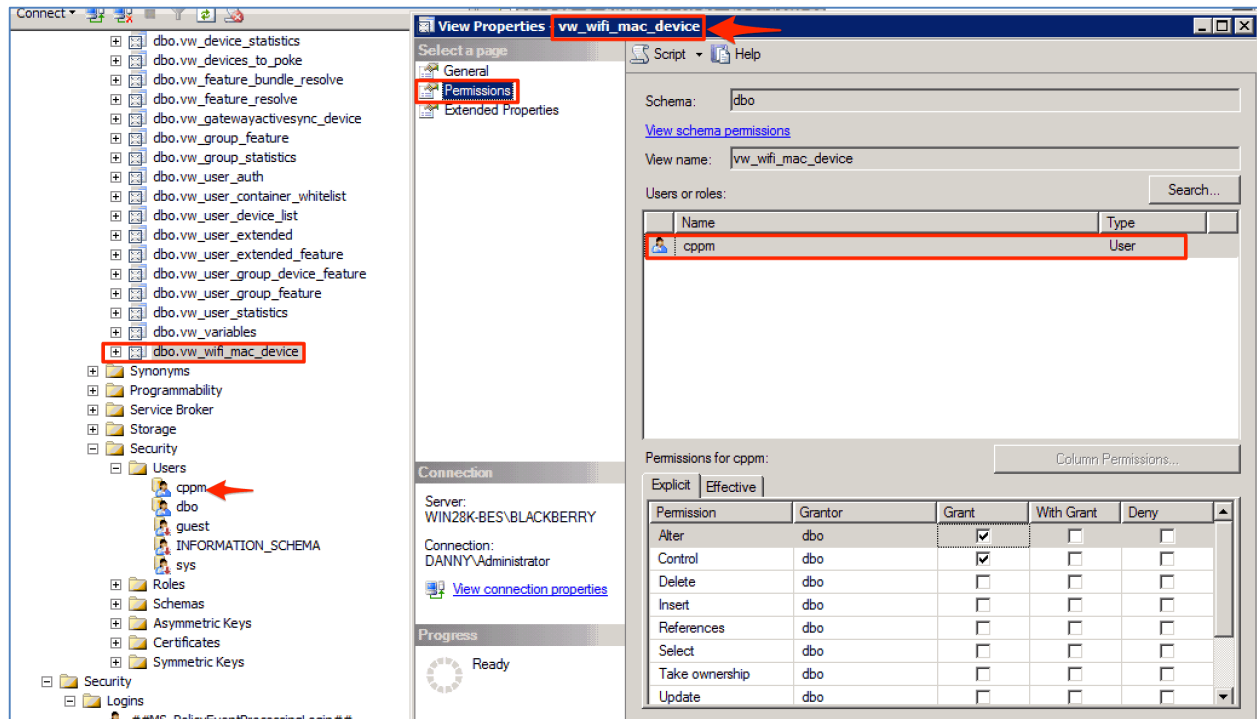 Connect
dbo.vw_device_statistics
dbo.vw_devices_to_poke
dbo.vw_feature_bundle_resolve
dbo.vw_feature_resolve
dbo.vw_gatewayactivesync_device
dbo.vw_group_feature
dbo.vw_group_statistics
dbo.vw_user_auth
dbo.vw_user_container_whitelist
dbo.vw_user_device_list
dbo.vw_user_extended
dbo.vw_user_extended_feature
dbo.vw_user_group_device_feature
dbo.vw_user_group_feature
dbo.vw_user_statistics
dbo.vw_variables
dbo.vw_wifi_mac_device
Synonyms
Programmability
Service Broker
Storage
Security
Users
cppm
dbo
guest
INFORMATION_SCHEMA
sys
Roles
Schemas
Asymmetric Keys
Certificates
Symmetric Keys
Security
Logins
##MS_PolicyEventProcessingLogin##
View Properties - vw_wifi_mac_device
Select a page
General
Permissions
Extended Properties
Connection
Server:
WIN28K-BES\BLACKBERRY
Connection:
DANNY\Administrator
View connection properties
Progress
Ready
Script Help
Schema: dbo
View schema permissions
View name: vw_wifi_mac_device
Users or roles: Search...
Name Type
cppm User
Permissions for cppm: Column Permissions...
Explicit Effective
Permission Grantor Grant With Grant Deny
Alter dbo
Control dbo
Delete dbo
Insert dbo
References dbo
Select dbo
Take ownership dbo
Update dbo